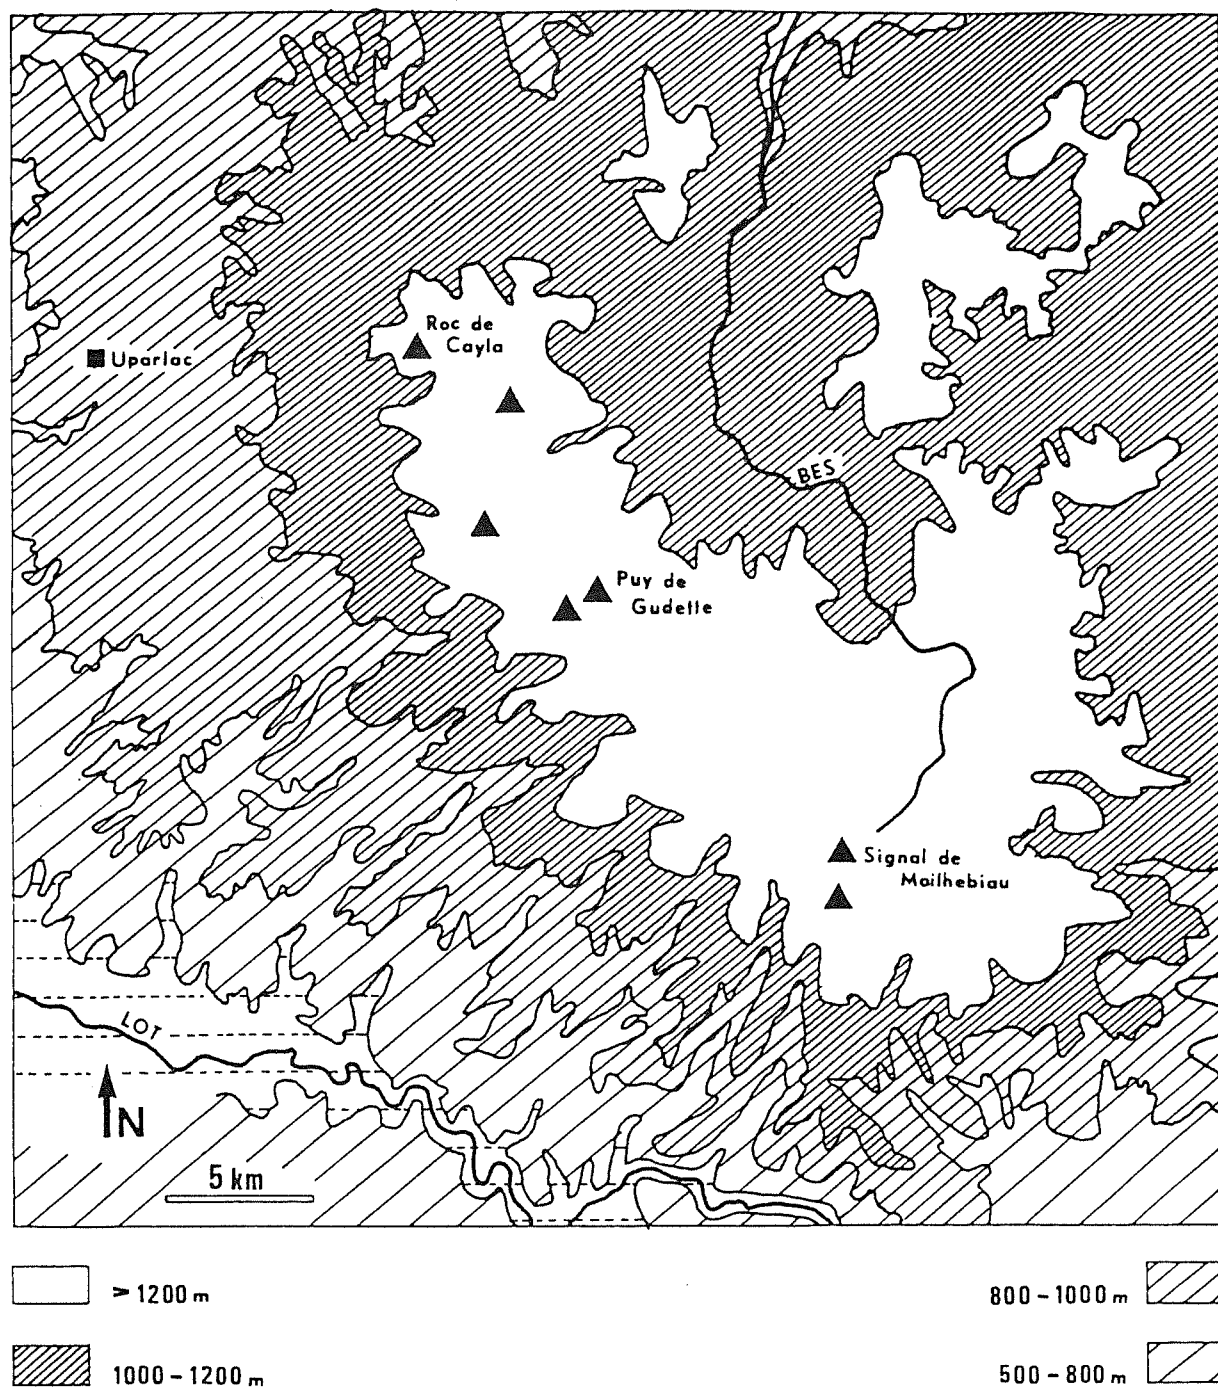 Roc de
Cayla
Uparlac
BES
Puy de
Gudette
Signal de
Mailhebiau
LOT
N
5 km
> 1200 m
800 - 1000 m
1000 - 1200 m
500 - 800 m